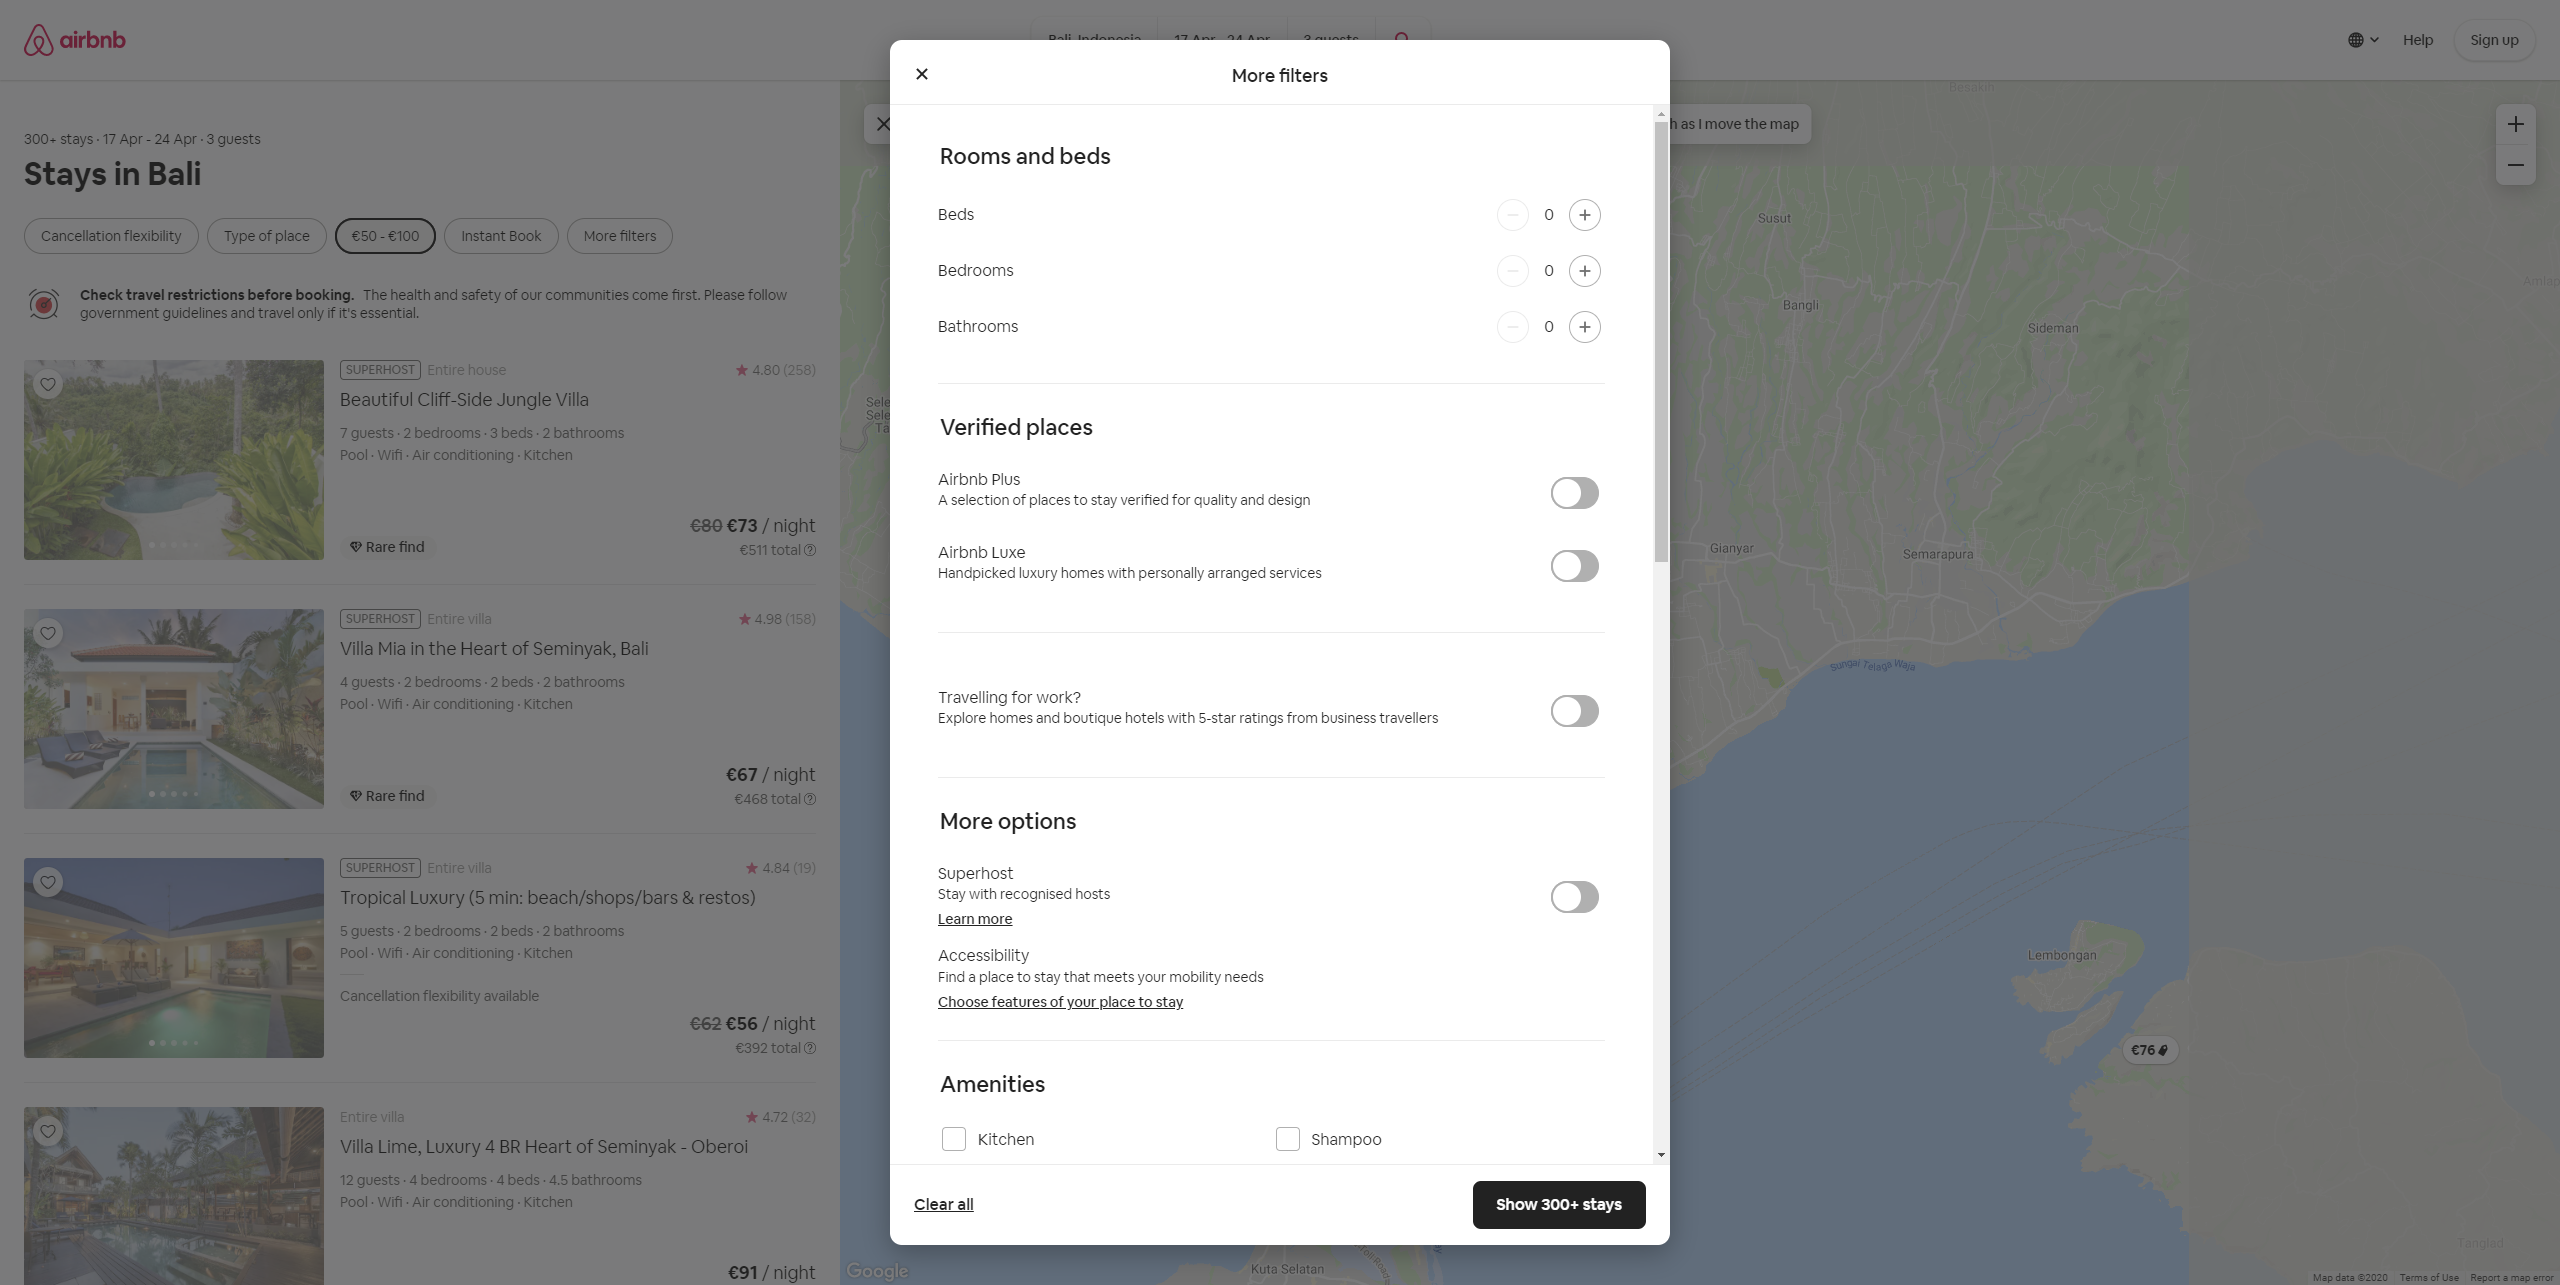 airbnb
Help
Sign up
300+ stays · 17 Apr - 24 Apr · 3 guests
Stays in Bali
Cancellation flexibility
Type of place
€50 - €100
Instant Book
More filters
Check travel restrictions before booking. The health and safety of our communities come first. Please follow
government guidelines and travel only if it's essential.
SUPERHOST Entire house
4.80 (258)
Beautiful Cliff-Side Jungle Villa
7 guests · 2 bedrooms · 3 beds · 2 bathrooms
Pool · Wifi · Air conditioning · Kitchen
€80 €73 / night
Rare find
€511 total
SUPERHOST Entire villa
4.98 (158)
Villa Mia in the Heart of Seminyak, Bali
4 guests · 2 bedrooms · 2 beds · 2 bathrooms
Pool · Wifi · Air conditioning · Kitchen
€67 / night
Rare find
€468 total
SUPERHOST Entire villa
4.84 (19)
Tropical Luxury (5 min: beach/shops/bars & restos)
5 guests · 2 bedrooms · 2 beds · 2 bathrooms
Pool · Wifi · Air conditioning · Kitchen
Cancellation flexibility available
€62 €56 / night
€392 total
Entire villa
4.72 (32)
Villa Lime, Luxury 4 BR Heart of Seminyak - Oberoi
12 guests · 4 bedrooms · 4 beds · 4.5 bathrooms
Pool · Wifi · Air conditioning · Kitchen
€91 / night
Bali, Indonesia
17 Apr - 24 Apr
3 guests
More filters
Rooms and beds
Beds
0
Bedrooms
0
Bathrooms
0
Verified places
Airbnb Plus
A selection of places to stay verified for quality and design
Airbnb Luxe
Handpicked luxury homes with personally arranged services
Travelling for work?
Explore homes and boutique hotels with 5-star ratings from business travellers
More options
Superhost
Stay with recognised hosts
Learn more
Accessibility
Find a place to stay that meets your mobility needs
Choose features of your place to stay
Amenities
Kitchen
Shampoo
Clear all
Show 300+ stays
as I move the map
Besakih
Susut
Bangli
Sideman
Gianyar
Semarapura
Sungai Telaga Waja
Lembongan
€76
Tanglad
Kuta Selatan
Google
Map data ©2020
Terms of Use
Report a map error